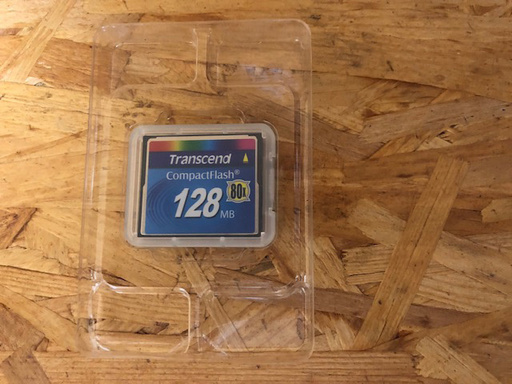 Transcend
CompactFlash®
80x
128 MB